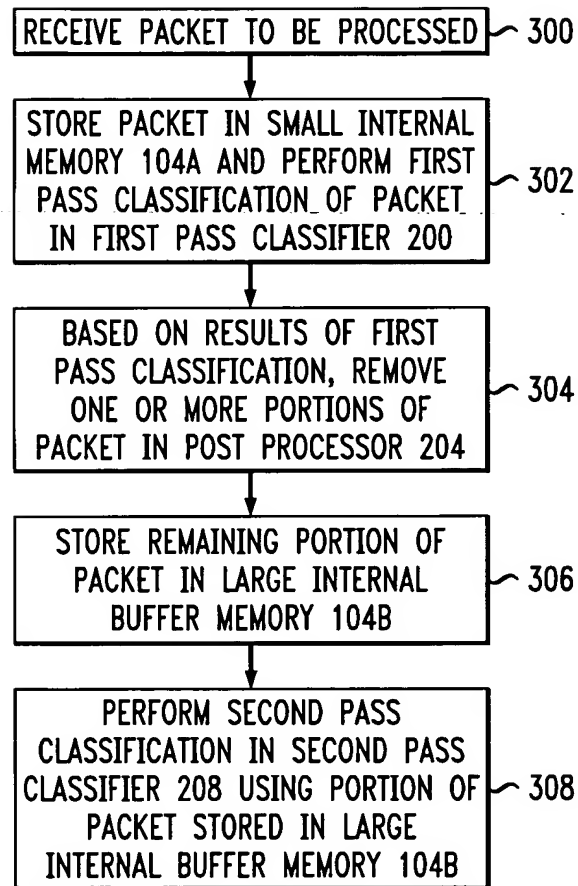 RECEIVE PACKET TO BE PROCESSED 300
STORE PACKET IN SMALL INTERNAL
MEMORY 104A AND PERFORM FIRST
PASS CLASSIFICATION OF PACKET
IN FIRST PASS CLASSIFIER 200
302
BASED ON RESULTS OF FIRST
PASS CLASSIFICATION, REMOVE
ONE OR MORE PORTIONS OF
PACKET IN POST PROCESSOR 204
304
STORE REMAINING PORTION OF
PACKET IN LARGE INTERNAL
BUFFER MEMORY 104B
306
PERFORM SECOND PASS
CLASSIFICATION IN SECOND PASS
CLASSIFIER 208 USING PORTION OF
PACKET STORED IN LARGE
INTERNAL BUFFER MEMORY 104B
308